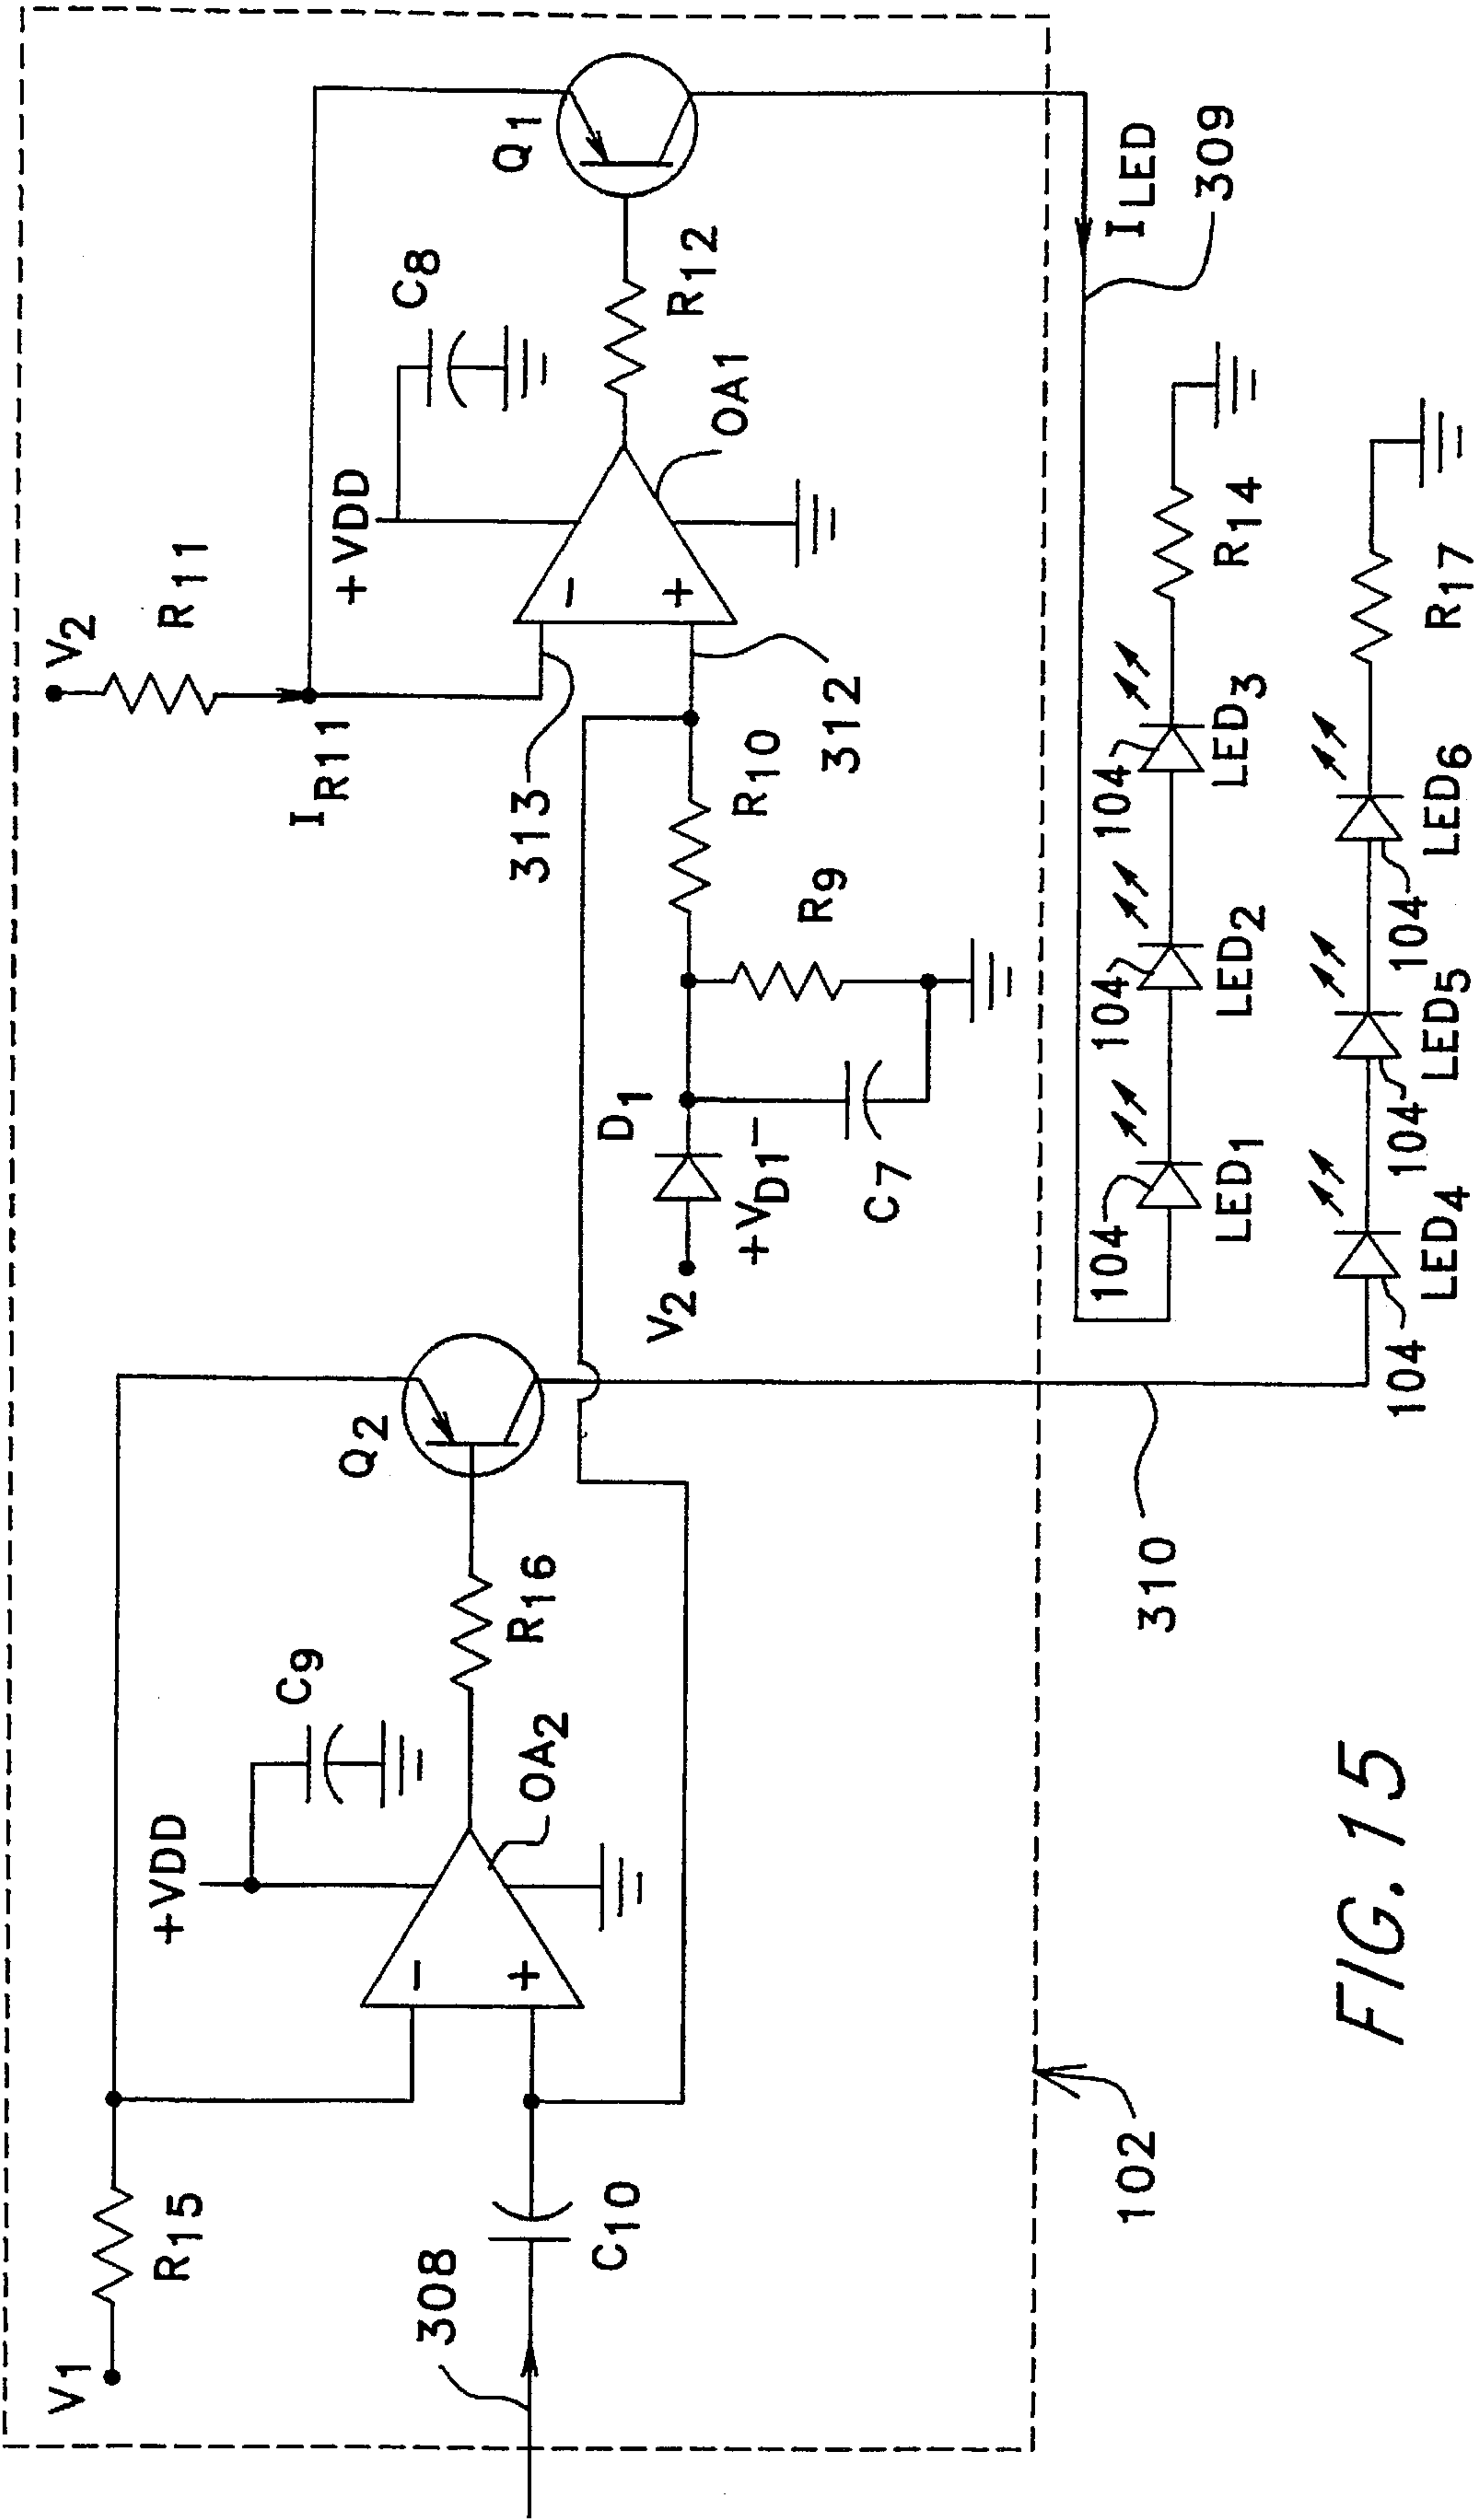 V1
R15
308
C10
+VDD
C9
-
+
OA2
R16
Q2
V2
R11
IR11
+VDD
C8
-
+
OA1
R12
Q1
313
312
R10
R9
D1
V2
+VD1-
C7
ILED
309
104
LED1
104
LED2
104
LED3
R14
104
LED4
104
LED5
104
LED6
R17
310
102
FIG. 15